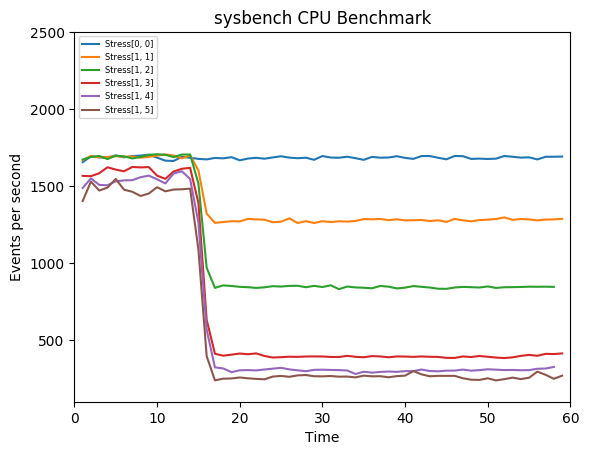 sysbench CPU Benchmark
Events per second
2500
2000
1500
1000
500
Stress[0, 0]
Stress[1, 1]
Stress[1, 2]
Stress[1, 3]
Stress[1, 4]
Stress[1, 5]
0 10 20 30 40 50 60
Time